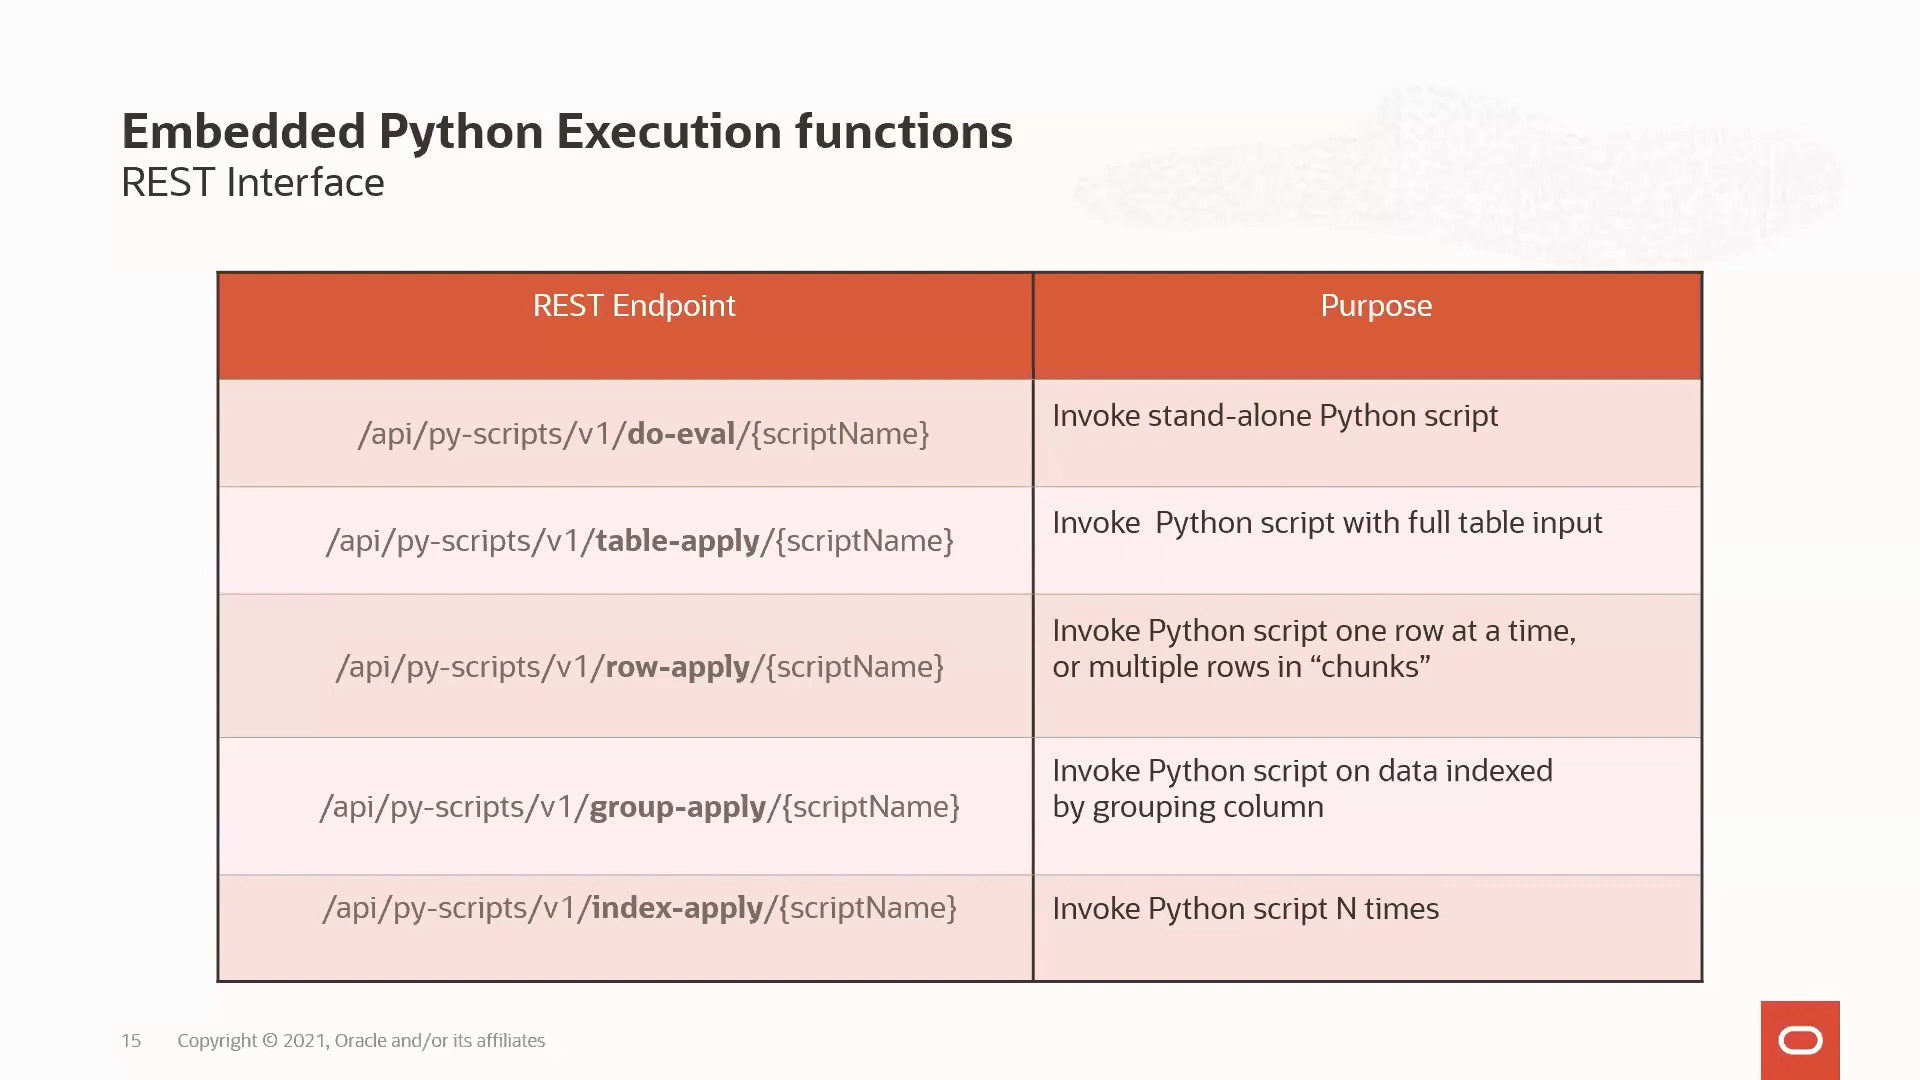 Embedded Python Execution functions
REST Interface
REST Endpoint
Purpose
/api/py-scripts/v1/do-eval/{scriptName}
Invoke stand-alone Python script
/api/py-scripts/v1/table-apply/{scriptName}
Invoke  Python script with full table input
/api/py-scripts/v1/row-apply/{scriptName}
Invoke Python script one row at a time,
or multiple rows in “chunks”
/api/py-scripts/v1/group-apply/{scriptName}
Invoke Python script on data indexed
by grouping column
/api/py-scripts/v1/index-apply/{scriptName}
Invoke Python script N times
15 Copyright © 2021, Oracle and/or its affiliates